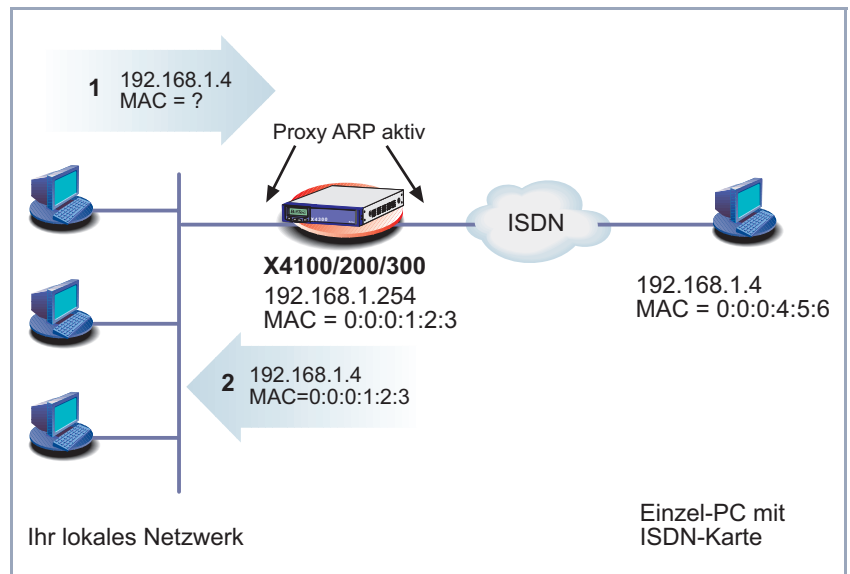 1 192.168.1.4
MAC = ?
Proxy ARP aktiv
X4300
ISDN
X4100/200/300
192.168.1.254
MAC = 0:0:0:1:2:3
192.168.1.4
MAC = 0:0:0:4:5:6
2 192.168.1.4
MAC=0:0:0:1:2:3
Ihr lokales Netzwerk
Einzel-PC mit
ISDN-Karte